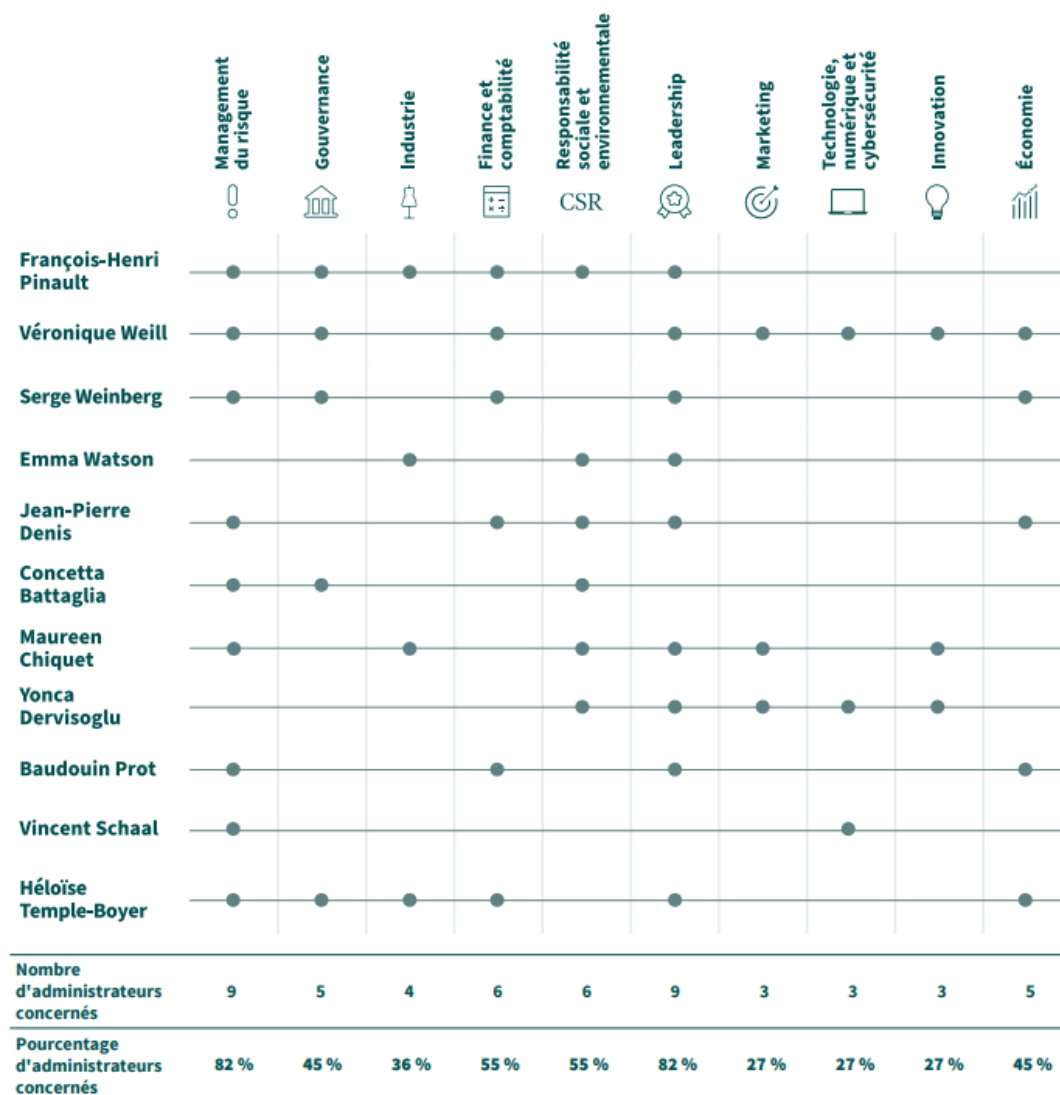 Management
du risque
Gouvernance
Industrie
Finance et
comptabilité
Responsabilité
sociale et
environnementale
Leadership
Marketing
Technologie,
numérique et
cybersécurité
Innovation
Économie
CSR
François-Henri
Pinault
Véronique Weill
Serge Weinberg
Emma Watson
Jean-Pierre
Denis
Concetta
Battaglia
Maureen
Chiquet
Yonca
Dervisoglu
Baudouin Prot
Vincent Schaal
Héloïse
Temple-Boyer
Nombre
d'administrateurs
concernés
9 5 4 6 6 9 3 3 3 5
Pourcentage
d'administrateurs
concernés
82 % 45 % 36 % 55 % 55 % 82 % 27 % 27 % 27 % 45 %